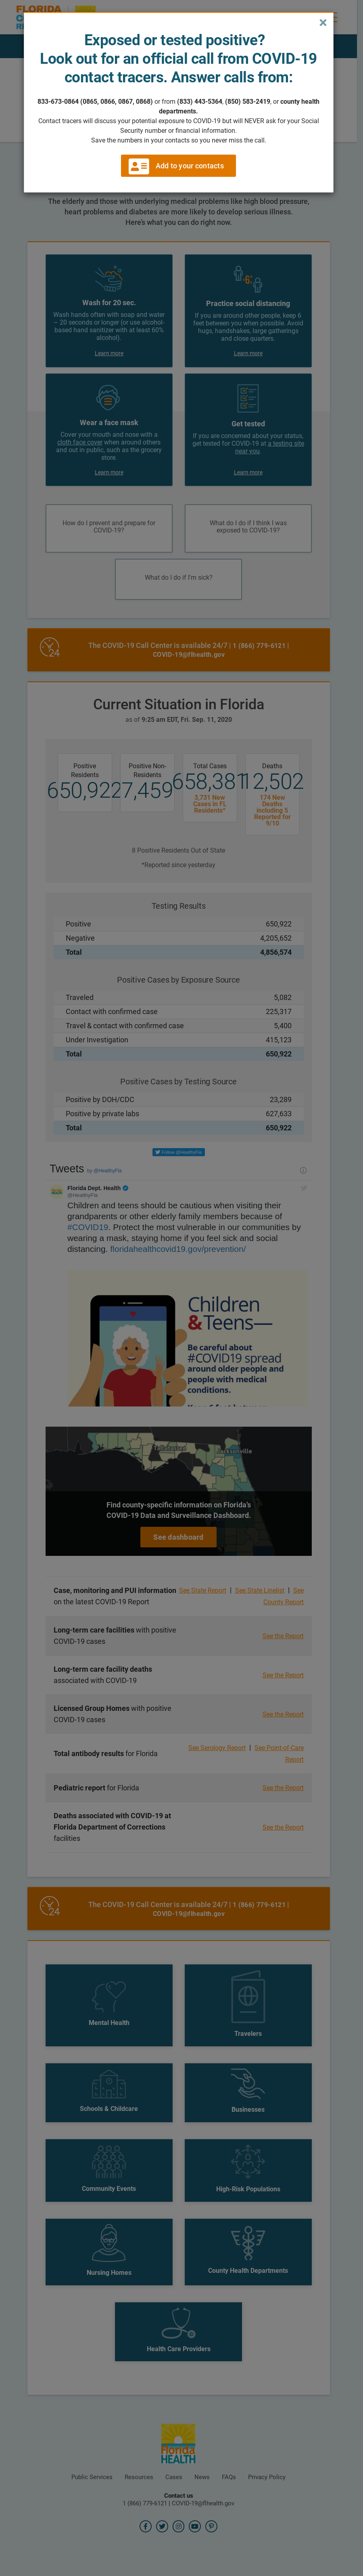 FLORIDA
×
Exposed or tested positive?
Look out for an official call from COVID-19
contact tracers. Answer calls from:
833-673-0864 (0865, 0866, 0867, 0868) or from (833) 443-5364, (850) 583-2419, or county health
departments.
Contact tracers will discuss your potential exposure to COVID-19 but will NEVER ask for your Social
Security number or financial information.
Save the numbers in your contacts so you never miss the call.
Add to your contacts
The elderly and those with underlying medical problems like high blood pressure,
heart problems and diabetes are more likely to develop serious illness.
Here's what you can do right now.
Wash for 20 sec.
Wash hands often with soap and water
– 20 seconds or longer (or use alcohol-
based hand sanitizer with at least 60%
alcohol).
Learn more
6'
Practice social distancing
If you are around other people, keep 6
feet between you when possible. Avoid
hugs, handshakes, large gatherings
and close quarters.
Learn more
Wear a face mask
Cover your mouth and nose with a
cloth face cover when around others
and out in public, such as the grocery
store.
Learn more
Get tested
If you are concerned about your status,
get tested for COVID-19 at a testing site
near you.
Learn more
How do I prevent and prepare for
COVID-19?
What do I do if I think I was
exposed to COVID-19?
What do I do if I'm sick?
24
The COVID-19 Call Center is available 24/7 | 1 (866) 779-6121 |
COVID-19@flhealth.gov
Current Situation in Florida
as of 9:25 am EDT, Fri. Sep. 11, 2020
Positive
Residents
650,922
Positive Non-
Residents
7,459
Total Cases
658,381
3,731 New
Cases in FL
Residents*
Deaths
12,502
174 New
Deaths
including 5
Reported for
9/10
8 Positive Residents Out of State
*Reported since yesterday
Testing Results
Positive 650,922
Negative 4,205,652
Total 4,856,574
Positive Cases by Exposure Source
Traveled 5,082
Contact with confirmed case 225,317
Travel & contact with confirmed case 5,400
Under Investigation 415,123
Total 650,922
Positive Cases by Testing Source
Positive by DOH/CDC 23,289
Positive by private labs 627,633
Total 650,922
Follow @HealthyFla
Tweets by @HealthyFla
Florida Dept. Health
@HealthyFla
Children and teens should be cautious when visiting their
grandparents or other elderly family members because of
#COVID19. Protect the most vulnerable in our communities by
wearing a mask, staying home if you feel sick and social
distancing. floridahealthcovid19.gov/prevention/
Children
&Teens—
Be careful about
#COVID19 spread
around older people and
people with medical
conditions.
Jacksonville
Find county-specific information on Florida's
COVID-19 Data and Surveillance Dashboard.
See dashboard
Case, monitoring and PUI information
on the latest COVID-19 Report
See State Report | See State Linelist | See
County Report
Long-term care facilities with positive
COVID-19 cases
See the Report
Long-term care facility deaths
associated with COVID-19
See the Report
Licensed Group Homes with positive
COVID-19 cases
See the Report
Total antibody results for Florida
See Serology Report | See Point-of-Care
Report
Pediatric report for Florida
See the Report
Deaths associated with COVID-19 at
Florida Department of Corrections
facilities
See the Report
24
The COVID-19 Call Center is available 24/7 | 1 (866) 779-6121 |
COVID-19@flhealth.gov
Mental Health
Travelers
Schools & Childcare
Businesses
Community Events
High-Risk Populations
Nursing Homes
County Health Departments
Health Care Providers
Florida
HEALTH
Public Services
Resources
Cases
News
FAQs
Privacy Policy
Contact us
1 (866) 779-6121 | COVID-19@flhealth.gov